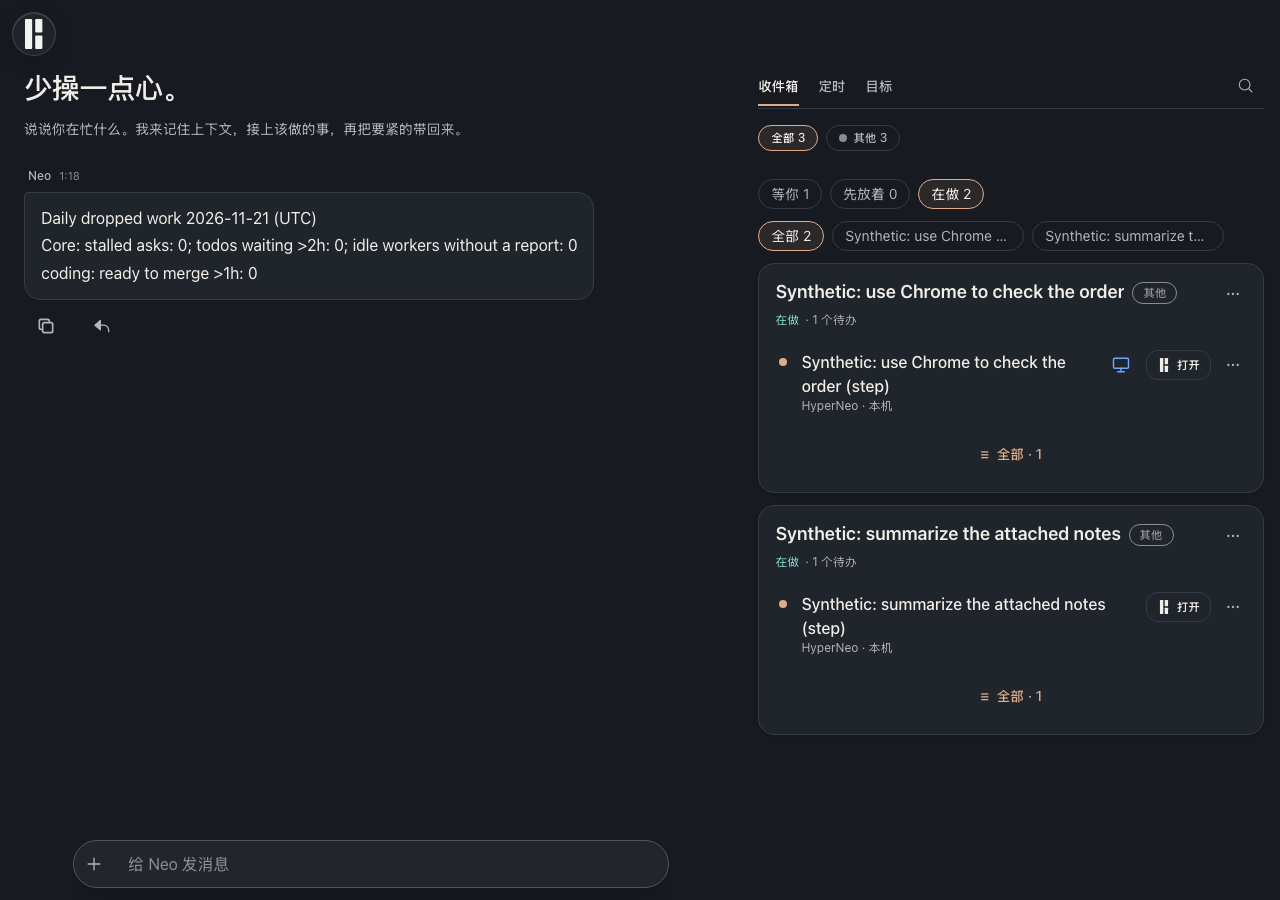 少操一点心。
说说你在忙什么。我来记住上下文，接上该做的事，再把要紧的带回来。
Neo 1:18
Daily dropped work 2026-11-21 (UTC)
Core: stalled asks: 0; todos waiting >2h: 0; idle workers without a report: 0
coding: ready to merge >1h: 0
给 Neo 发消息
收件箱 定时 目标
全部 3 其他 3
等你 1 先放着 0 在做 2
全部 2 Synthetic: use Chrome ... Synthetic: summarize t...
Synthetic: use Chrome to check the order 其他
在做 · 1 个待办
Synthetic: use Chrome to check the
order (step)
打开
HyperNeo · 本机
全部 · 1
Synthetic: summarize the attached notes 其他
在做 · 1 个待办
Synthetic: summarize the attached notes
(step)
打开
HyperNeo · 本机
全部 · 1